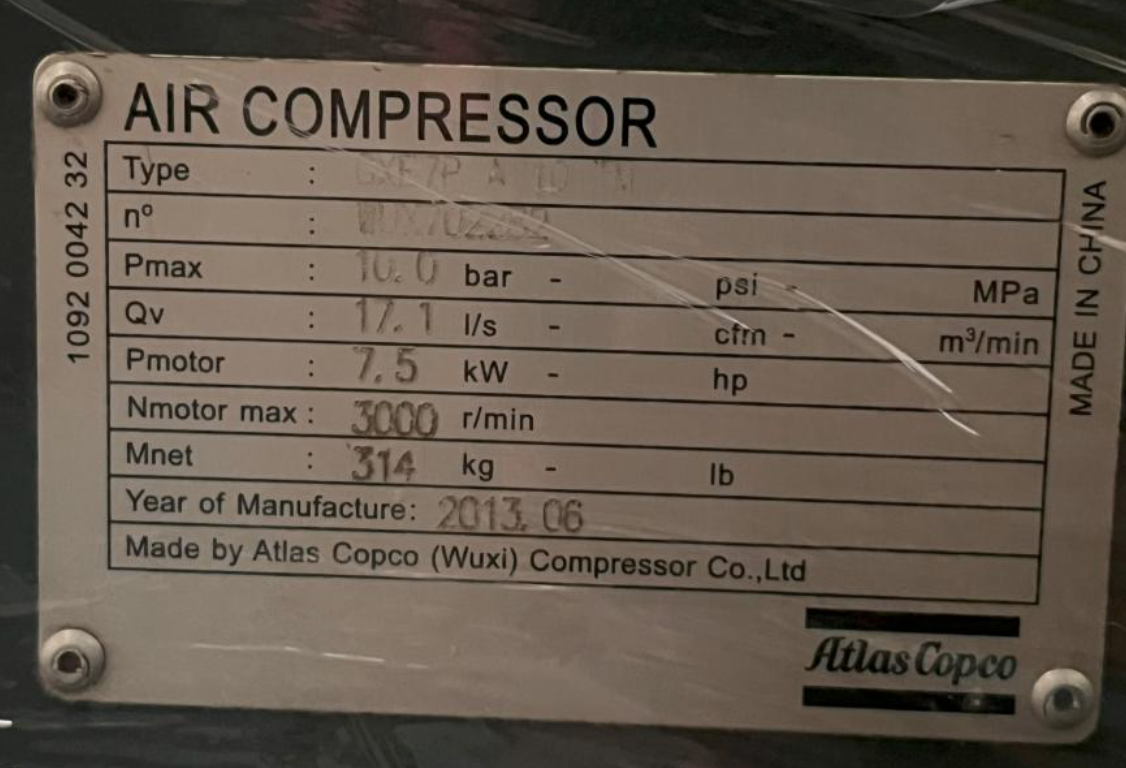 AIR COMPRESSOR
Type :
nº :
Pmax : 10.0 bar - psi - MPa
Qv : 17.1 l/s - cfm - m³/min
Pmotor : 7.5 kW - hp
Nmotor max : 3000 r/min
Mnet : 314 kg - lb
Year of Manufacture: 2013.06
Made by Atlas Copco (Wuxi) Compressor Co.,Ltd
Atlas Copco
1092 0042 32
MADE IN CHINA